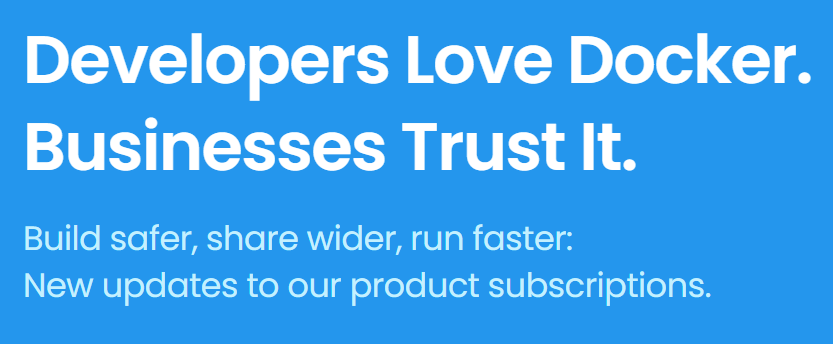 Developers Love Docker.
Businesses Trust It.
Build safer, share wider, run faster:
New updates to our product subscriptions.